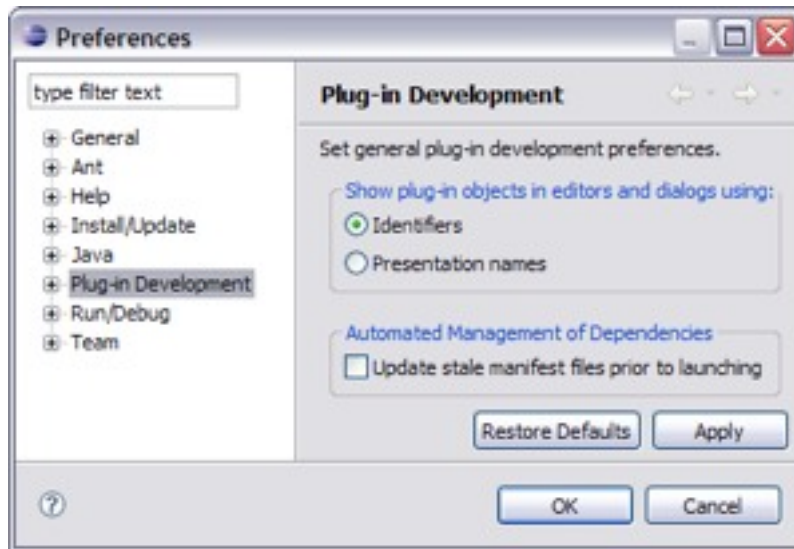 Preferences
type filter text
General
Ant
Help
Install/Update
Java
Plug-in Development
Run/Debug
Team
Plug-in Development
Set general plug-in development preferences.
Show plug-in objects in editors and dialogs using:
Identifiers
Presentation names
Automated Management of Dependencies
Update stale manifest files prior to launching
Restore Defaults
Apply
?
OK
Cancel